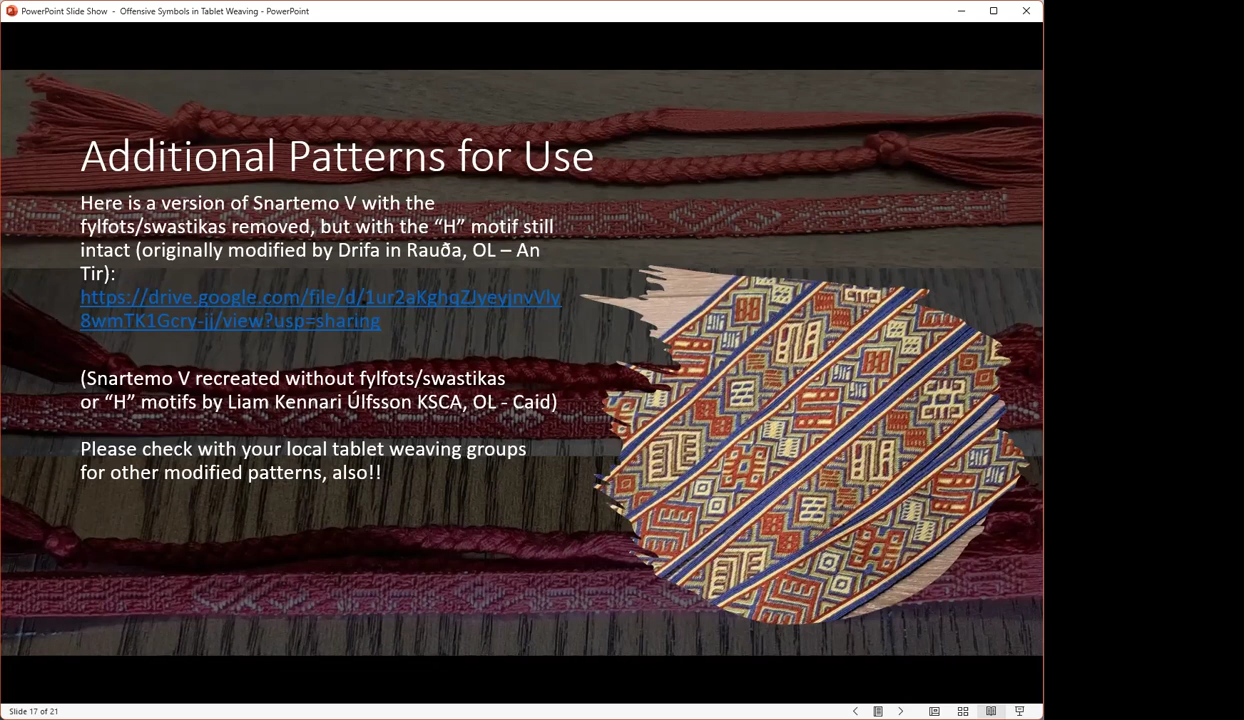 PowerPoint Slide Show - Offensive Symbols in Tablet Weaving - PowerPoint
Additional Patterns for Use
Here is a version of Snartemo V with the
fylfots/swastikas removed, but with the “H” motif still
intact (originally modified by Drifa in Rauða, OL – An
Tir):
https://drive.google.com/file/d/1ur2aKghqZJyevjnvVly
8wmTK1Gcry-jj/view?usp=sharing
(Snartemo V recreated without fylfots/swastikas
or “H” motifs by Liam Kennari Úlfsson KSCA, OL - Caid)
Please check with your local tablet weaving groups
for other modified patterns, also!!
Slide 17 of 21